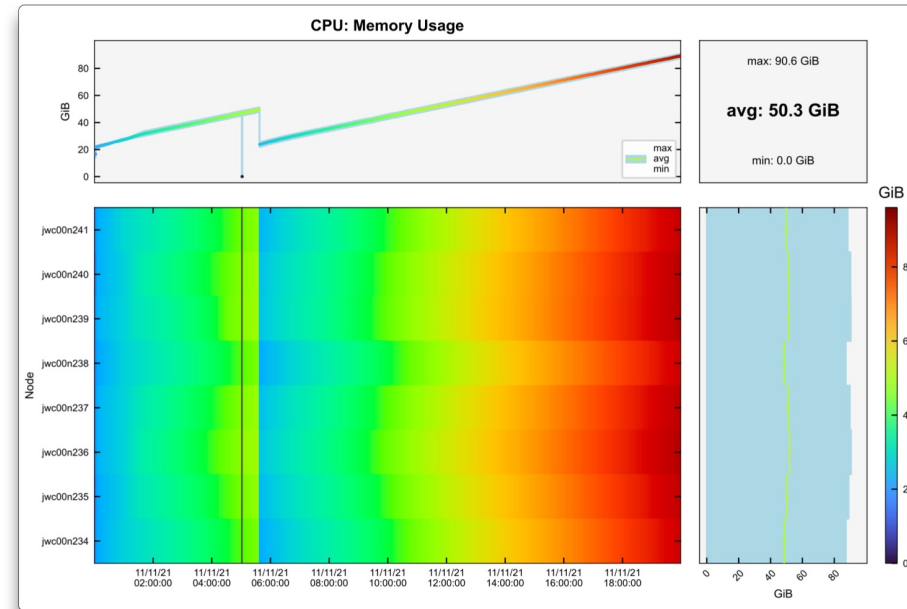 CPU: Memory Usage
GiB
80
60
40
20
0
max
avg
min
max: 90.6 GiB
avg: 50.3 GiB
min: 0.0 GiB
Node
jwc00n241
jwc00n240
jwc00n239
jwc00n238
jwc00n237
jwc00n236
jwc00n235
jwc00n234
11/11/21 11/11/21 11/11/21 11/11/21 11/11/21 11/11/21 11/11/21 11/11/21 11/11/21
02:00:00 04:00:00 06:00:00 08:00:00 10:00:00 12:00:00 14:00:00 16:00:00 18:00:00
0 20 40 60 80
GiB
GiB